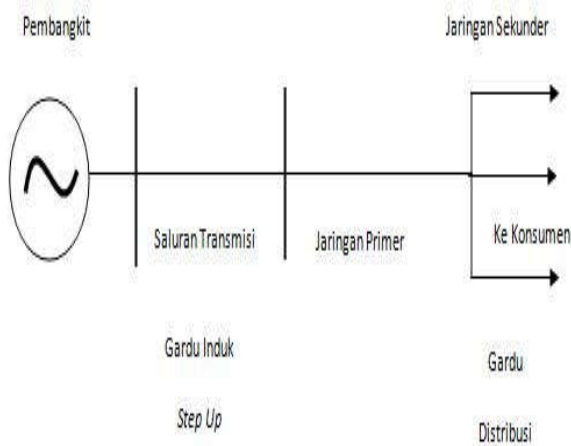 Pembangkit
Jaringan Sekunder
Saluran Transmisi
Jaringan Primer
Ke Konsumen
Gardu Induk
Step Up
Gardu
Distribusi